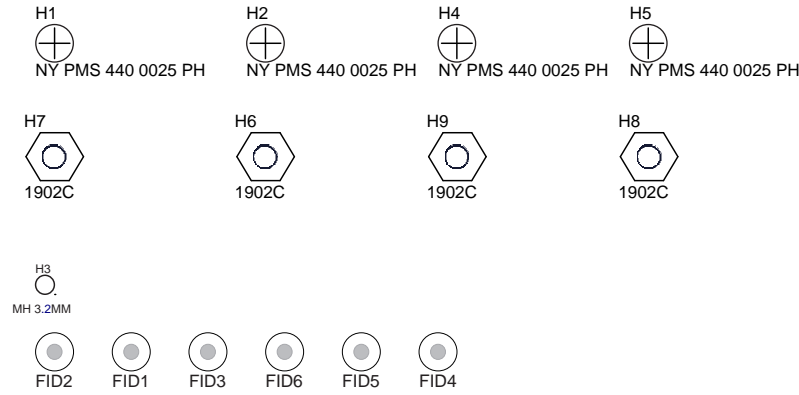 H1 H2 H4 H5
NY PMS 440 0025 PH NY PMS 440 0025 PH NY PMS 440 0025 PH NY PMS 440 0025 PH
H7 H6 H9 H8
1902C 1902C 1902C 1902C
H3
MH 3.2MM
FID2 FID1 FID3 FID6 FID5 FID4